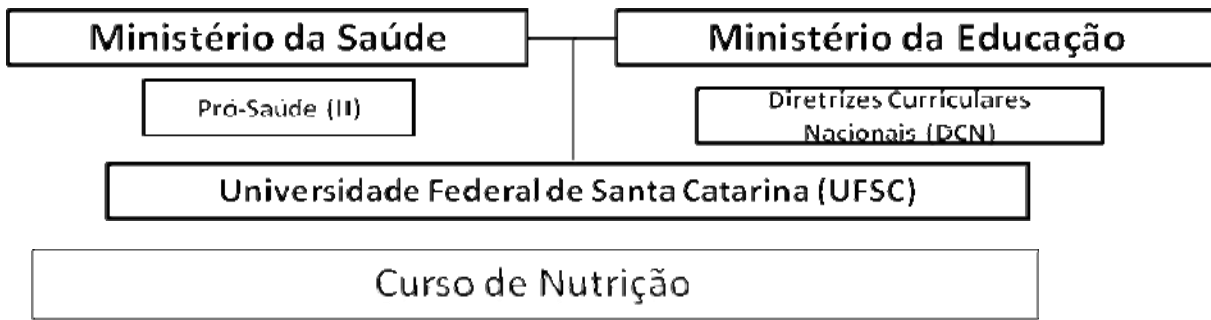 Ministério da Saúde
Ministério da Educação
Pró-Saúde (II)
Diretrizes Curriculares
Nacionais (DCN)
Universidade Federal de Santa Catarina (UFSC)
Curso de Nutrição